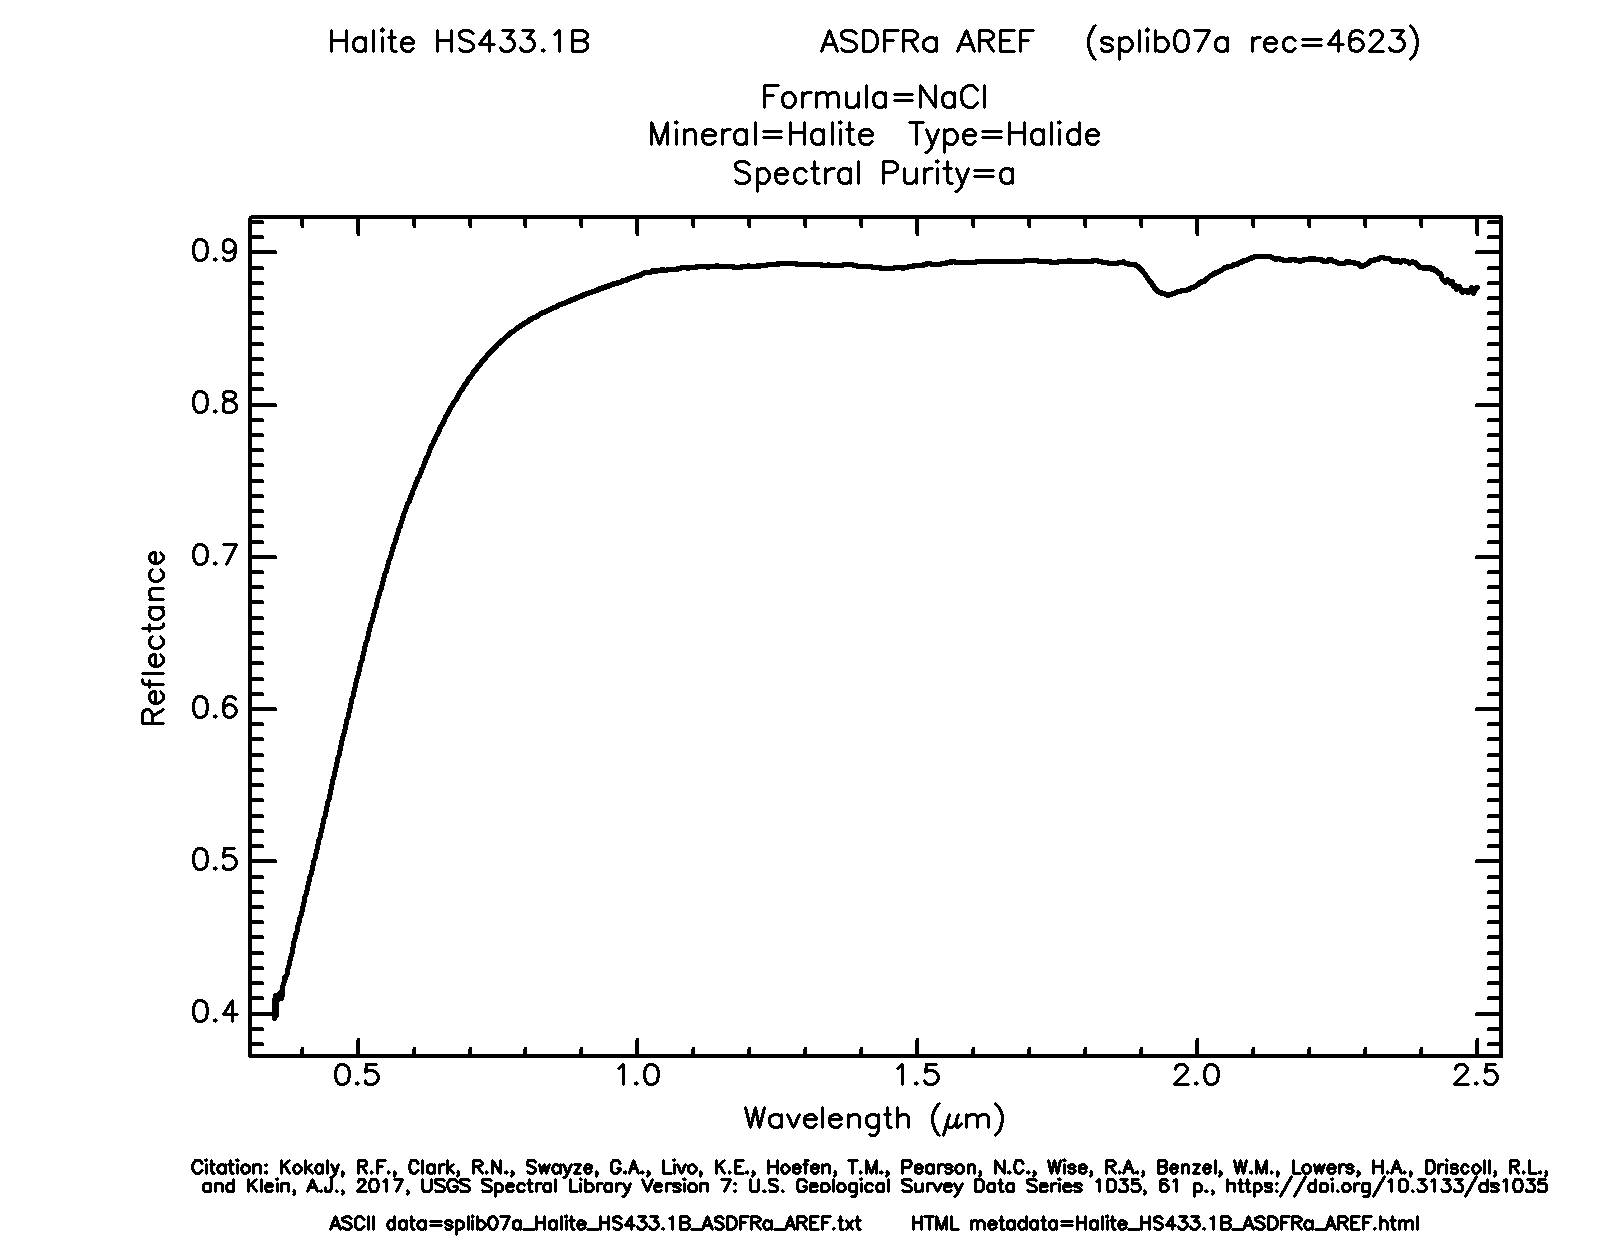 Halite HS433.1B ASDFRa AREF (splib07a rec=4623)
Formula=NaCl
Mineral=Halite Type=Halide
Spectral Purity=a
0.9
0.8
0.7
0.6
0.5
0.4
Reflectance
0.5 1.0 1.5 2.0 2.5
Wavelength (μm)
Citation: Kokaly, R.F., Clark, R.N., Swayze, G.A., Livo, K.E., Hoefen, T.M., Pearson, N.C., Wise, R.A., Benzel, W.M., Lowers, H.A., Driscoll, R.L.,
and Klein, A.J., 2017, USGS Spectral Library Version 7: U.S. Geological Survey Data Series 1035, 61 p., https://doi.org/10.3133/ds1035
ASCII data=splib07a_Halite_HS433.1B_ASDFRa_AREF.txt HTML metadata=Halite_HS433.1B_ASDFRa_AREF.html